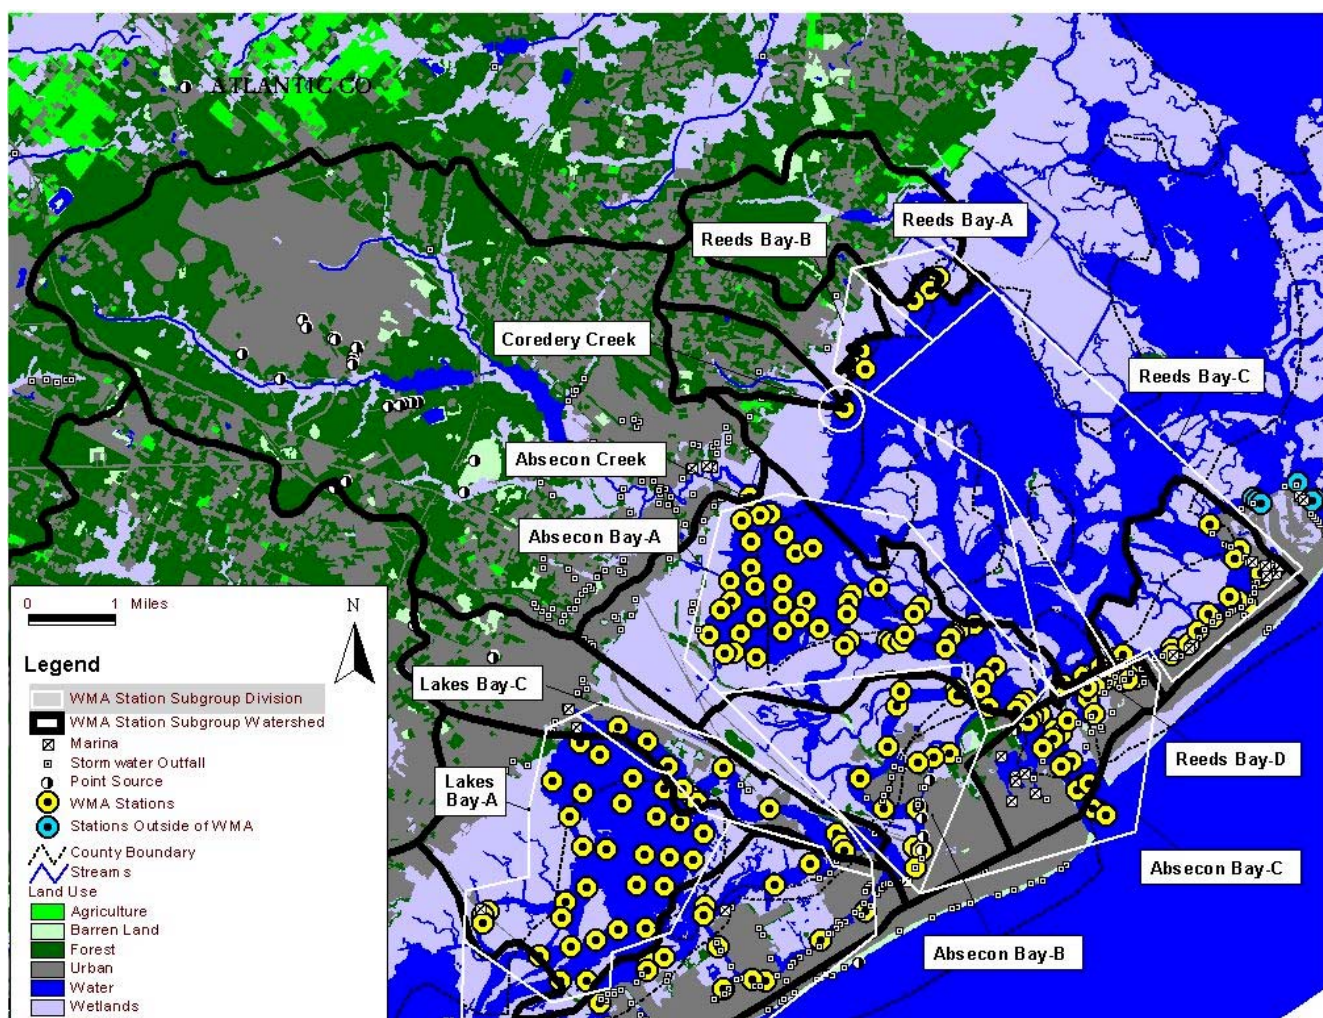 ATLANTIC CO
Reeds Bay-A
Reeds Bay-B
Coredery Creek
Reeds Bay-C
Absecon Creek
Absecon Bay-A
Lakes Bay-C
Lakes
Bay-A
Reeds Bay-D
Absecon Bay-C
Absecon Bay-B
0 1 Miles
N
Legend
WMA Station Subgroup Division
WMA Station Subgroup Watershed
Marina
Storm water Outfall
Point Source
WMA Stations
Stations Outside of WMA
County Boundary
Streams
Land Use
Agriculture
Barren Land
Forest
Urban
Water
Wetlands